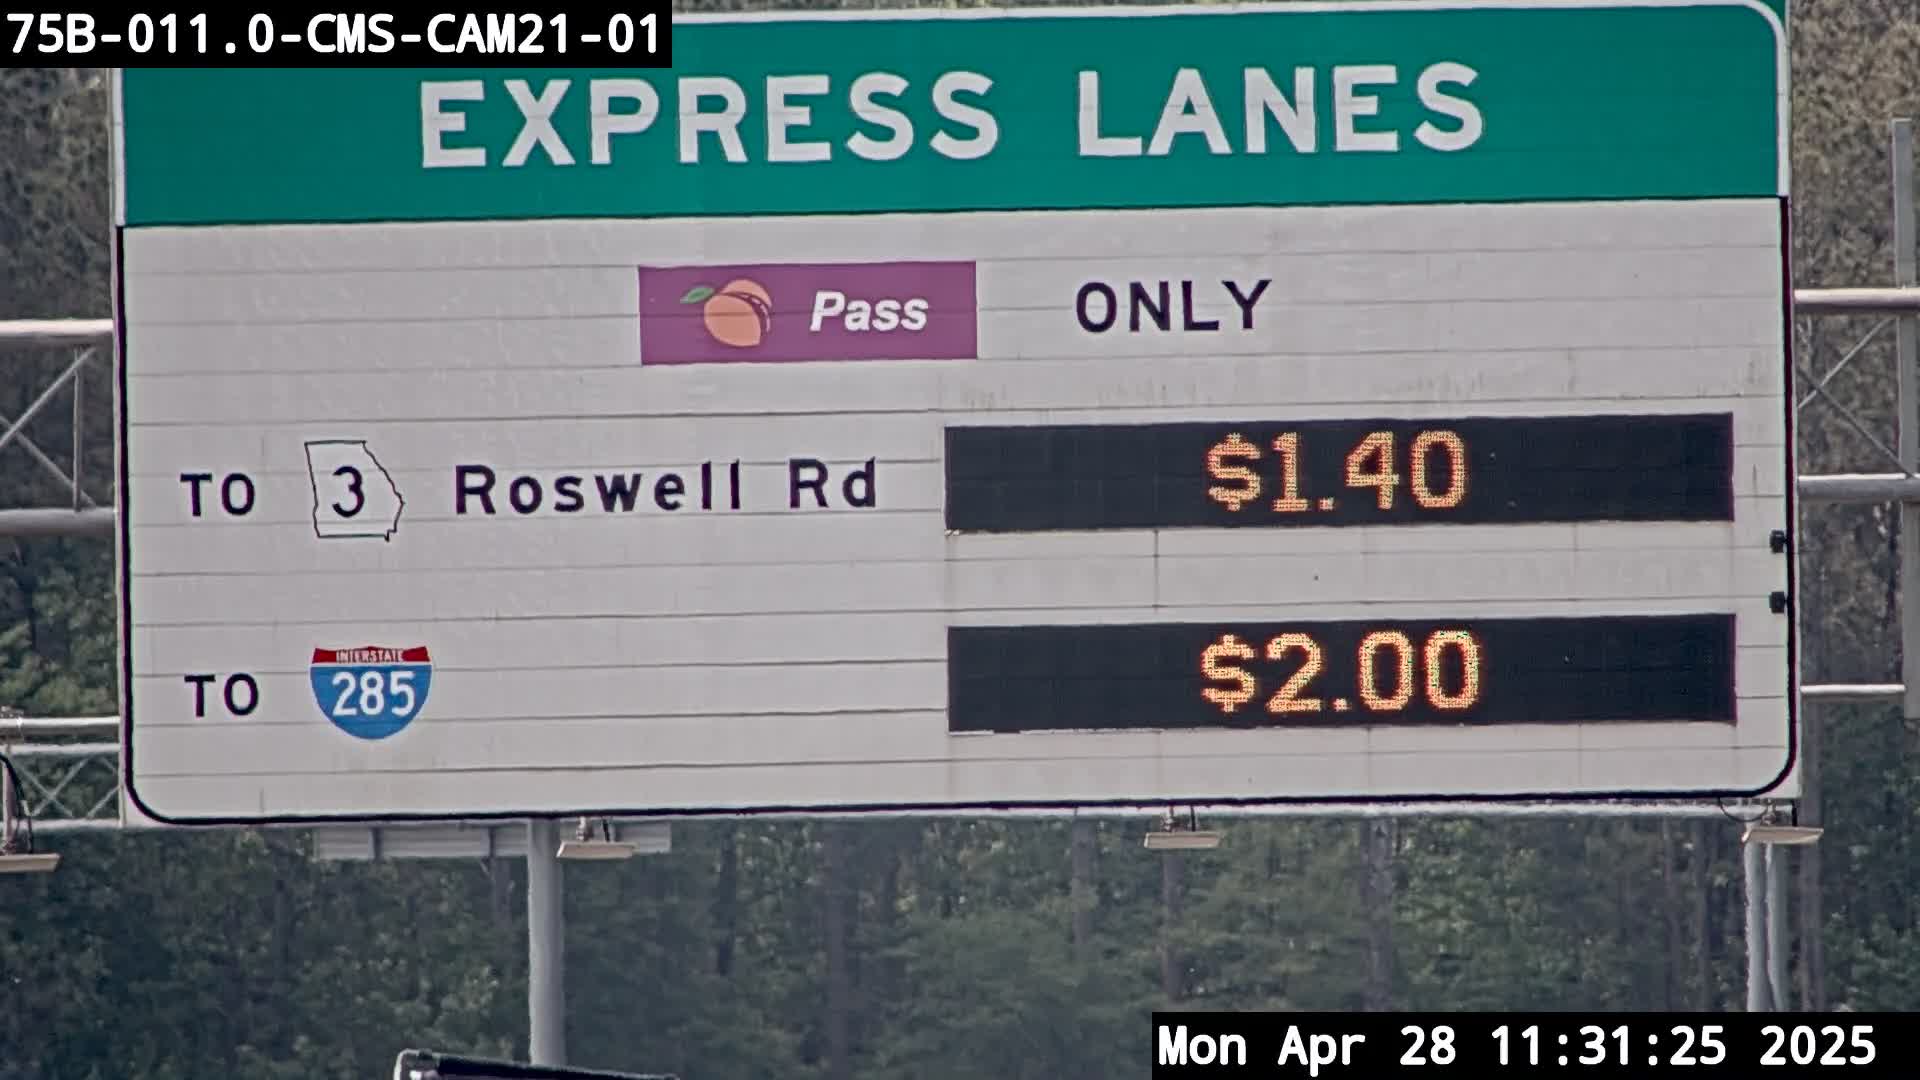 75B-011.0-CMS-CAM21-01
EXPRESS LANES
Pass ONLY
TO 3 Roswell Rd $1.40
TO INTERSTATE 285 $2.00
Mon Apr 28 11:31:25 2025